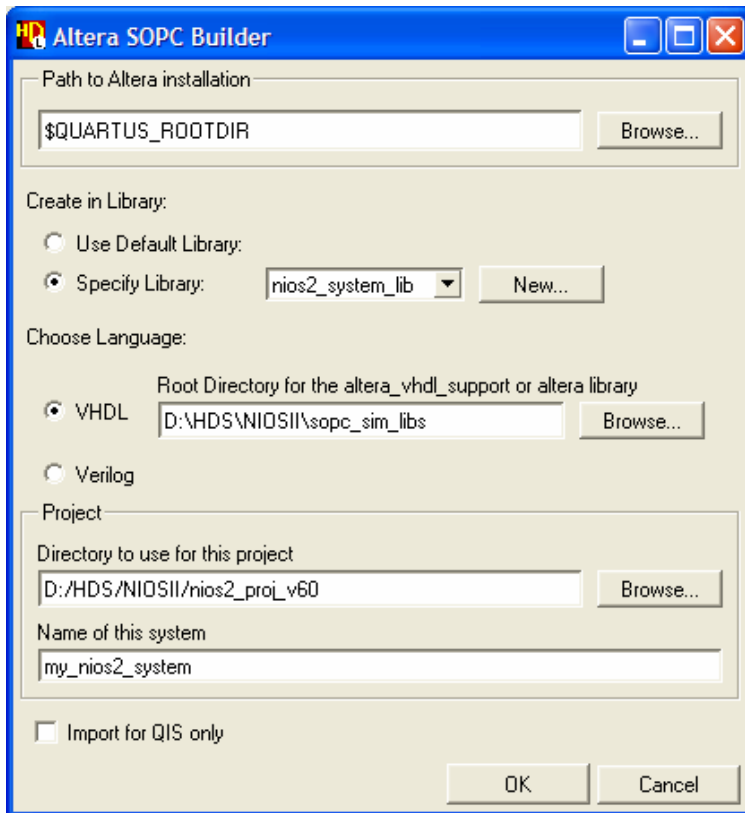 HDL Altera SOPC Builder
Path to Altera installation
$QUARTUS_ROOTDIR Browse...
Create in Library:
Use Default Library:
Specify Library: nios2_system_lib New...
Choose Language:
Root Directory for the altera_vhdl_support or altera library
VHDL D:\HDS\NIOSII\sopc_sim_libs Browse...
Verilog
Project
Directory to use for this project
D:/HDS/NIOSII/nios2_proj_v60 Browse...
Name of this system
my_nios2_system
Import for QIS only
OK Cancel